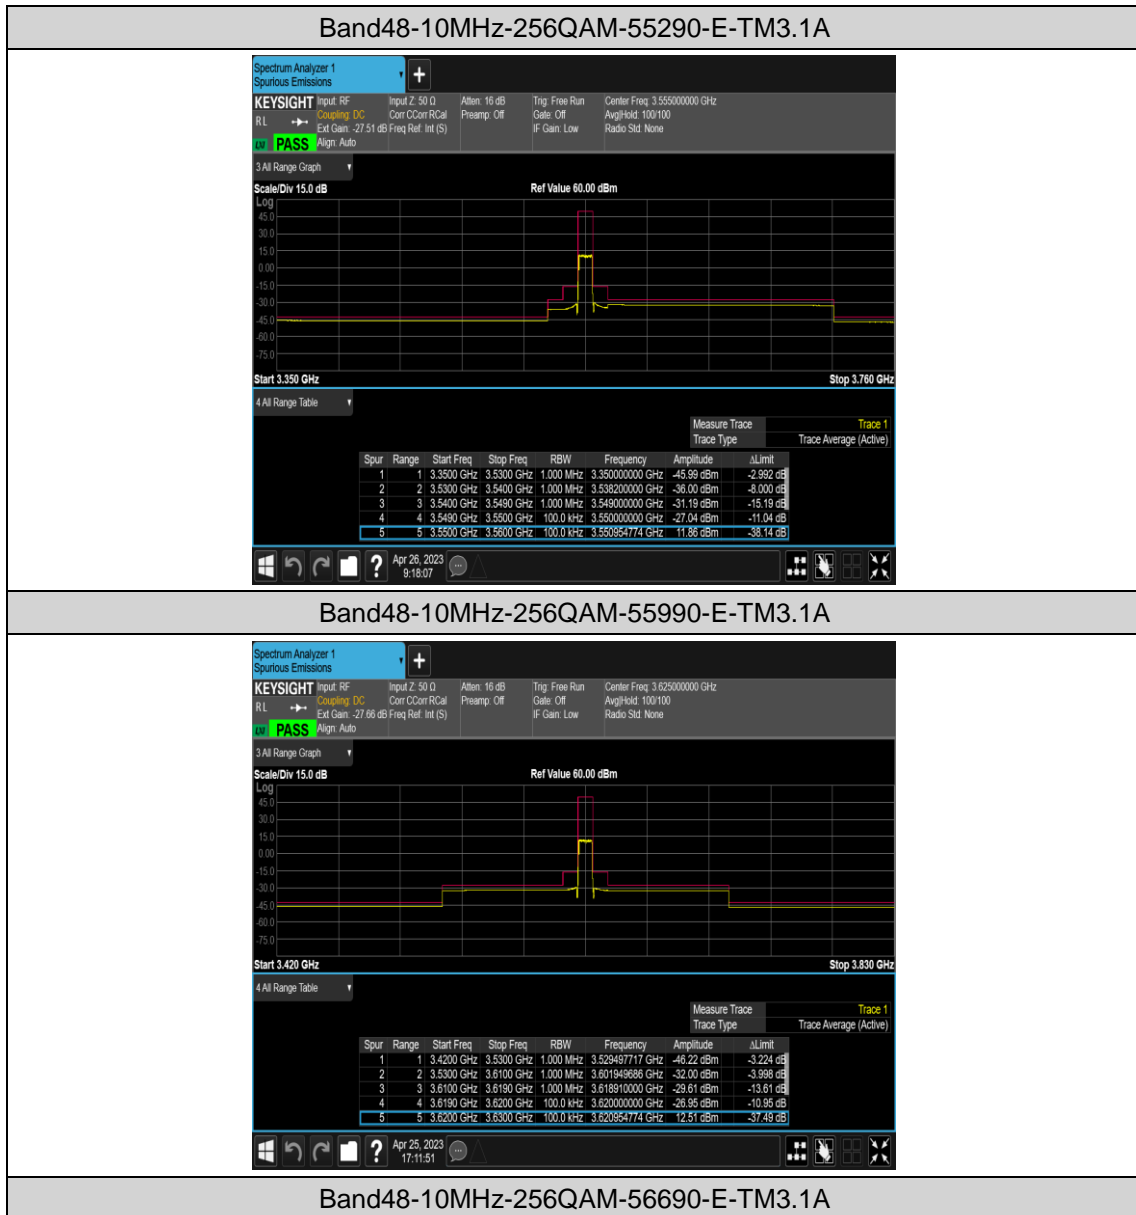 Band48-10MHz-256QAM-55290-E-TM3.1A
Spectrum Analyzer 1
Spurious Emissions
KEYSIGHT Input: RF Input Z: 50 Ω Atten: 16 dB Trig: Free Run Center Freq: 3.555000000 GHz
RL Coupling: DC Corr CCorr RCal Preamp: Off Gate: Off Avg|Hold: 100/100
Ext Gain: -27.51 dB Freq Ref: Int (S) IF Gain: Low Radio Std: None
PASS Align: Auto
3 All Range Graph
Scale/Div 15.0 dB Ref Value 60.00 dBm
Log
45.0
30.0
15.0
0.00
-15.0
-30.0
-45.0
-60.0
-75.0
Start 3.350 GHz Stop 3.760 GHz
4 All Range Table
Measure Trace Trace 1
Trace Type Trace Average (Active)
Spur Range Start Freq Stop Freq RBW Frequency Amplitude ΔLimit
1 1 3.3500 GHz 3.5300 GHz 1.000 MHz 3.350000000 GHz -45.99 dBm -2.992 dB
2 2 3.5300 GHz 3.5400 GHz 1.000 MHz 3.538200000 GHz -36.00 dBm -8.000 dB
3 3 3.5400 GHz 3.5490 GHz 1.000 MHz 3.549000000 GHz -31.19 dBm -15.19 dB
4 4 3.5490 GHz 3.5500 GHz 100.0 kHz 3.550000000 GHz -27.04 dBm -11.04 dB
5 5 3.5500 GHz 3.5600 GHz 100.0 kHz 3.550954774 GHz 11.86 dBm -38.14 dB
Apr 26, 2023
9:18:07
Band48-10MHz-256QAM-55990-E-TM3.1A
Spectrum Analyzer 1
Spurious Emissions
KEYSIGHT Input: RF Input Z: 50 Ω Atten: 16 dB Trig: Free Run Center Freq: 3.625000000 GHz
RL Coupling: DC Corr CCorr RCal Preamp: Off Gate: Off Avg|Hold: 100/100
Ext Gain: -27.66 dB Freq Ref: Int (S) IF Gain: Low Radio Std: None
PASS Align: Auto
3 All Range Graph
Scale/Div 15.0 dB Ref Value 60.00 dBm
Log
45.0
30.0
15.0
0.00
-15.0
-30.0
-45.0
-60.0
-75.0
Start 3.420 GHz Stop 3.830 GHz
4 All Range Table
Measure Trace Trace 1
Trace Type Trace Average (Active)
Spur Range Start Freq Stop Freq RBW Frequency Amplitude ΔLimit
1 1 3.4200 GHz 3.5300 GHz 1.000 MHz 3.529497717 GHz -46.22 dBm -3.224 dB
2 2 3.5300 GHz 3.6100 GHz 1.000 MHz 3.601949686 GHz -32.00 dBm -3.998 dB
3 3 3.6100 GHz 3.6190 GHz 1.000 MHz 3.618910000 GHz -29.61 dBm -13.61 dB
4 4 3.6190 GHz 3.6200 GHz 100.0 kHz 3.620000000 GHz -26.95 dBm -10.95 dB
5 5 3.6200 GHz 3.6300 GHz 100.0 kHz 3.620954774 GHz 12.51 dBm -37.49 dB
Apr 25, 2023
17:11:51
Band48-10MHz-256QAM-56690-E-TM3.1A